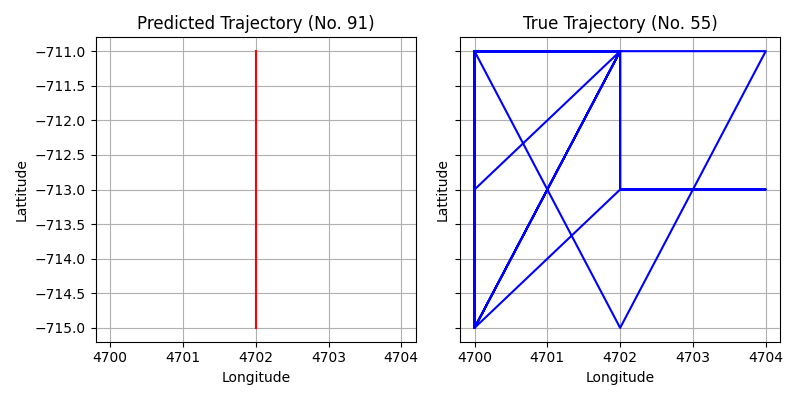 Predicted Trajectory (No. 91)
−711.0
−711.5
−712.0
−712.5
−713.0
−713.5
−714.0
−714.5
−715.0
Lattitude
4700 4701 4702 4703 4704
Longitude
True Trajectory (No. 55)
Lattitude
4700 4701 4702 4703 4704
Longitude